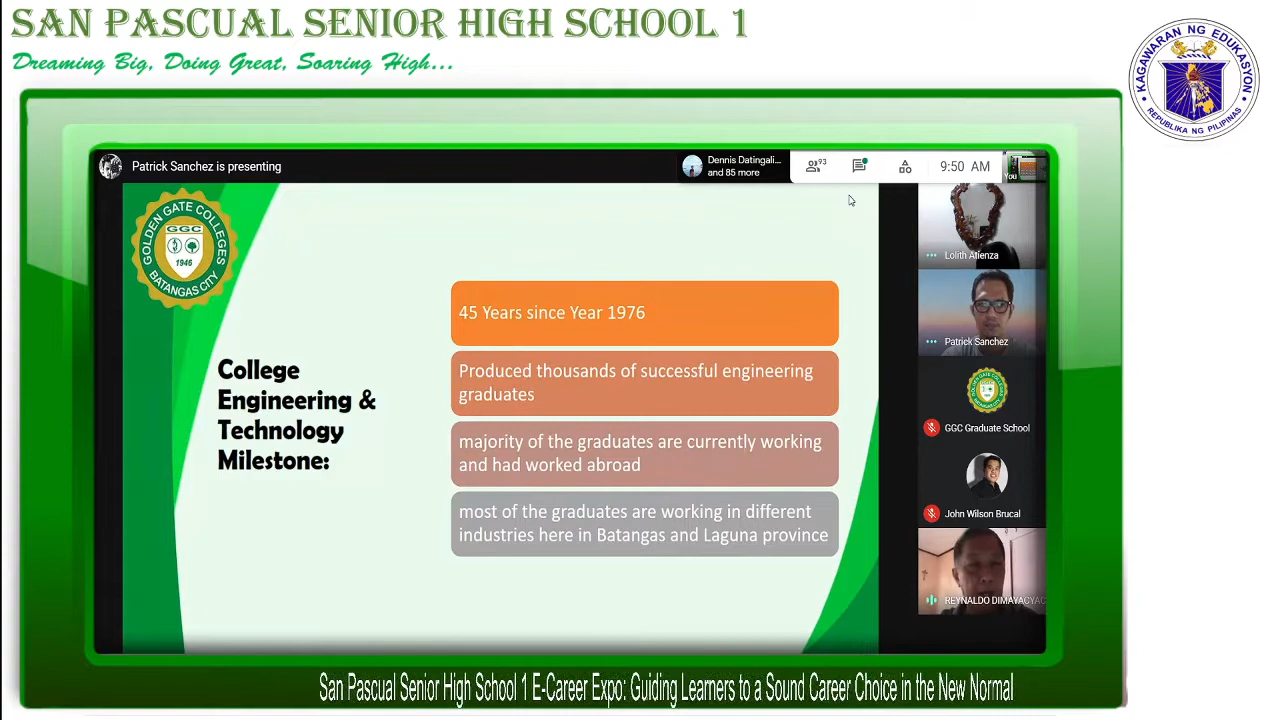 SAN PASCUAL SENIOR HIGH SCHOOL 1
Dreaming Big, Doing Great, Soaring High...
KAGAWARAN NG EDUKASYON
REPUBLIKA NG PILIPINAS
Patrick Sanchez is presenting
Dennis Datingali...
and 85 more
93
9:50 AM
You
GOLDEN GATE COLLEGES
GGC
1946
BATANGAS CITY
College
Engineering &
Technology
Milestone:
45 Years since Year 1976
Produced thousands of successful engineering
graduates
majority of the graduates are currently working
and had worked abroad
most of the graduates are working in different
industries here in Batangas and Laguna province
Lolith Atienza
Patrick Sanchez
GGC Graduate School
John Wilson Brucal
REYNALDO DIMAYACYAC
San Pascual Senior High School 1 E-Career Expo: Guiding Learners to a Sound Career Choice in the New Normal